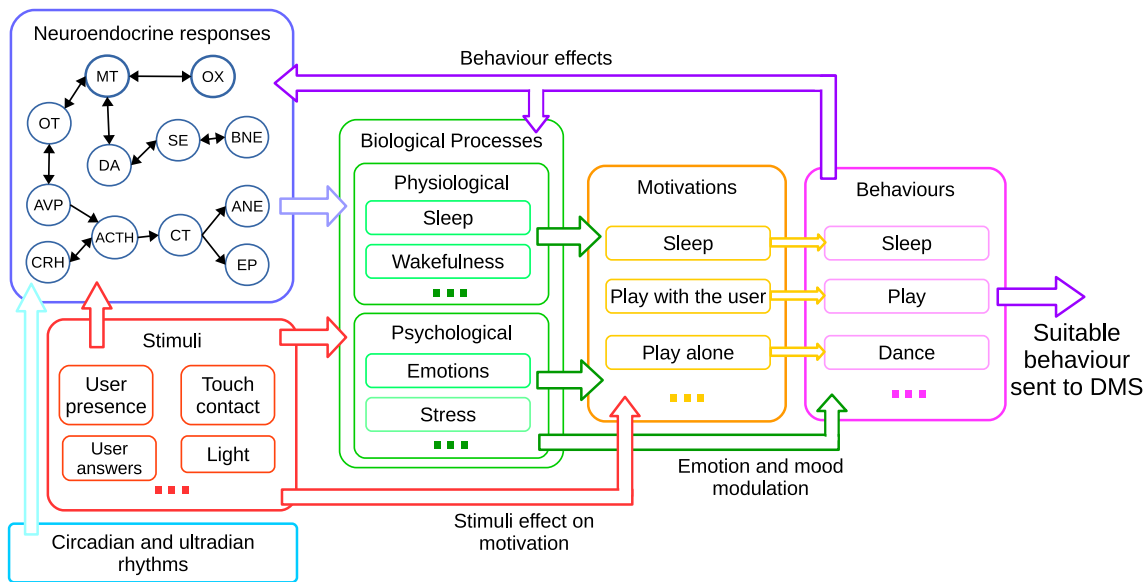 Neuroendocrine responses
MT
OX
OT
DA
SE
BNE
AVP
ACTH
CT
ANE
CRH
EP
Behaviour effects
Biological Processes
Physiological
Sleep
Wakefulness
Psychological
Emotions
Stress
Motivations
Sleep
Play with the user
Play alone
Behaviours
Sleep
Play
Dance
Suitable
behaviour
sent to DMS
Stimuli
User
presence
Touch
contact
User
answers
Light
Emotion and mood
modulation
Stimuli effect on
motivation
Circadian and ultradian
rhythms